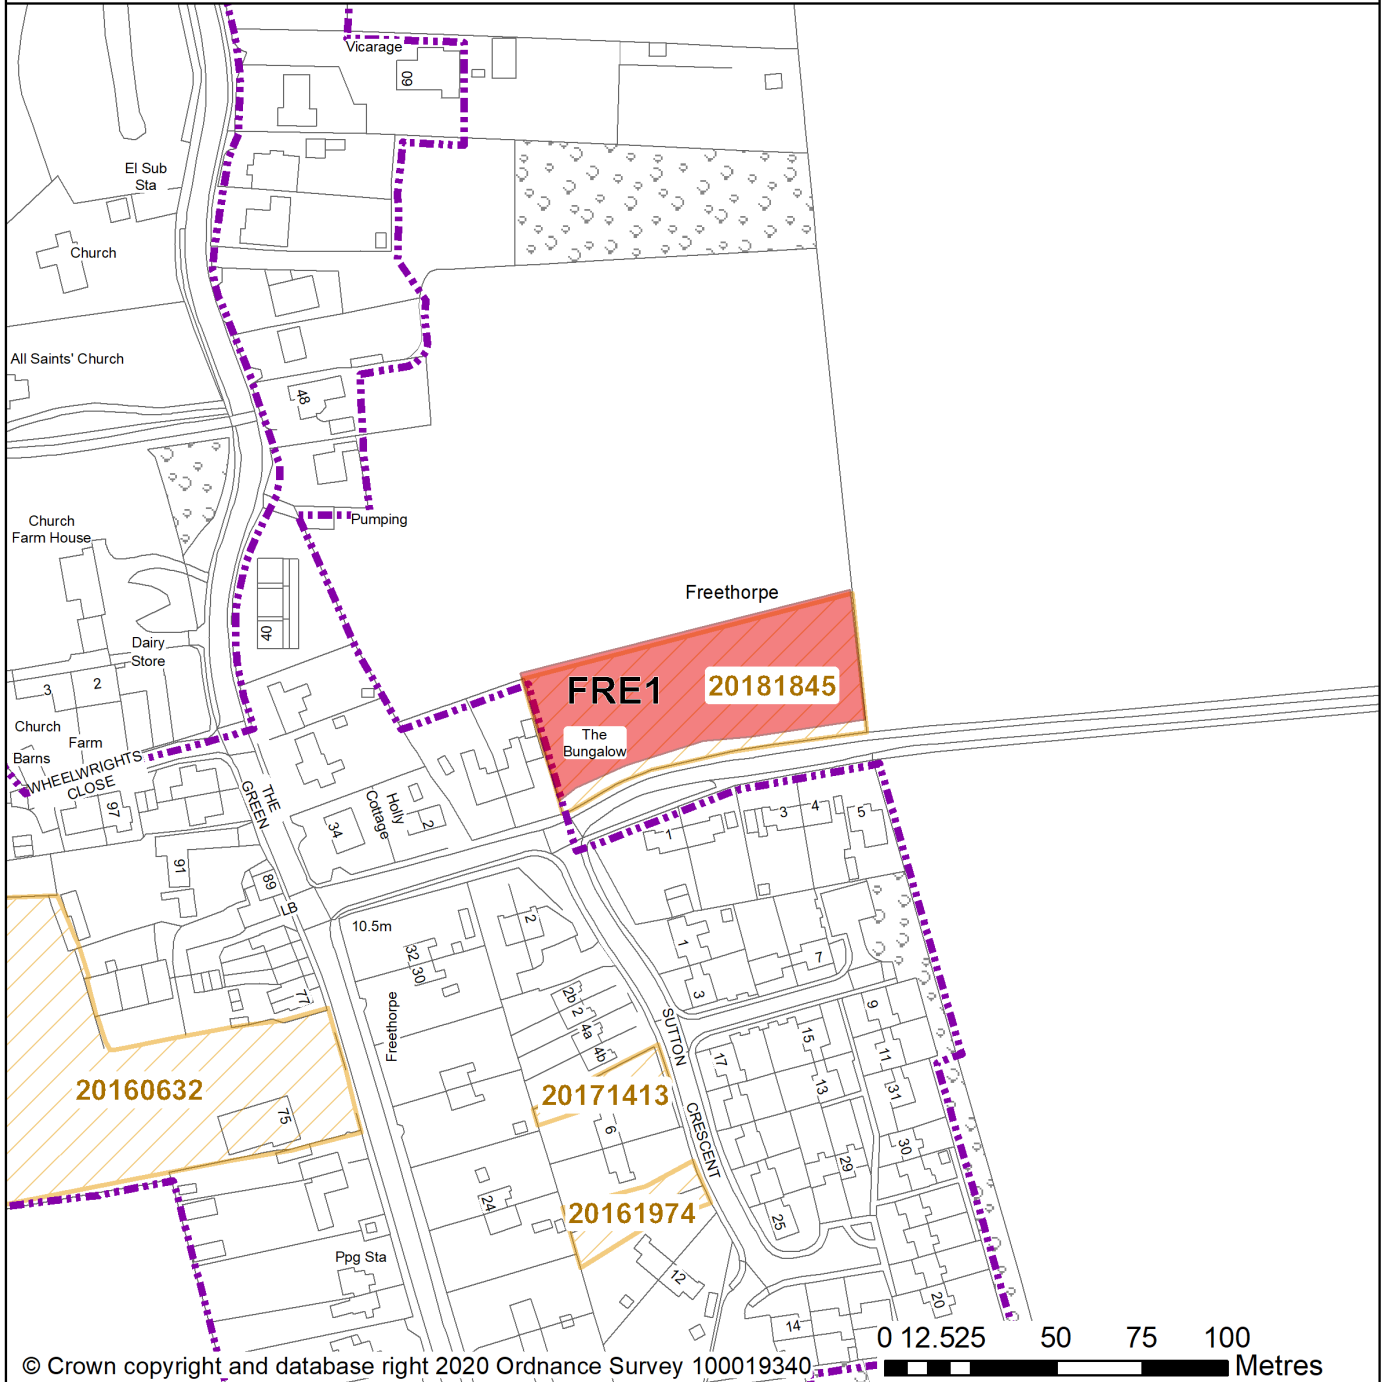 Vicarage
60
El Sub
Sta
Church
All Saints' Church
48
Church
Farm House
Pumping
40
Dairy
Store
Freethorpe
FRE1
20181845
The
Bungalow
3
2
Church
Farm
Barns
WHEELWRIGHTS
CLOSE
97
THE
GREEN
34
Holly
Cottage
2
1
3
4
5
91
89
LB
10.5m
32
30
2
1
3
7
77
Freethorpe
2b
2
4a
4b
SUTTON
CRESCENT
17
15
13
9
11
31
30
29
25
20160632
75
20171413
6
24
20161974
12
Ppg Sta
14
20
0 12.525 50 75 100
Metres
© Crown copyright and database right 2020 Ordnance Survey 100019340